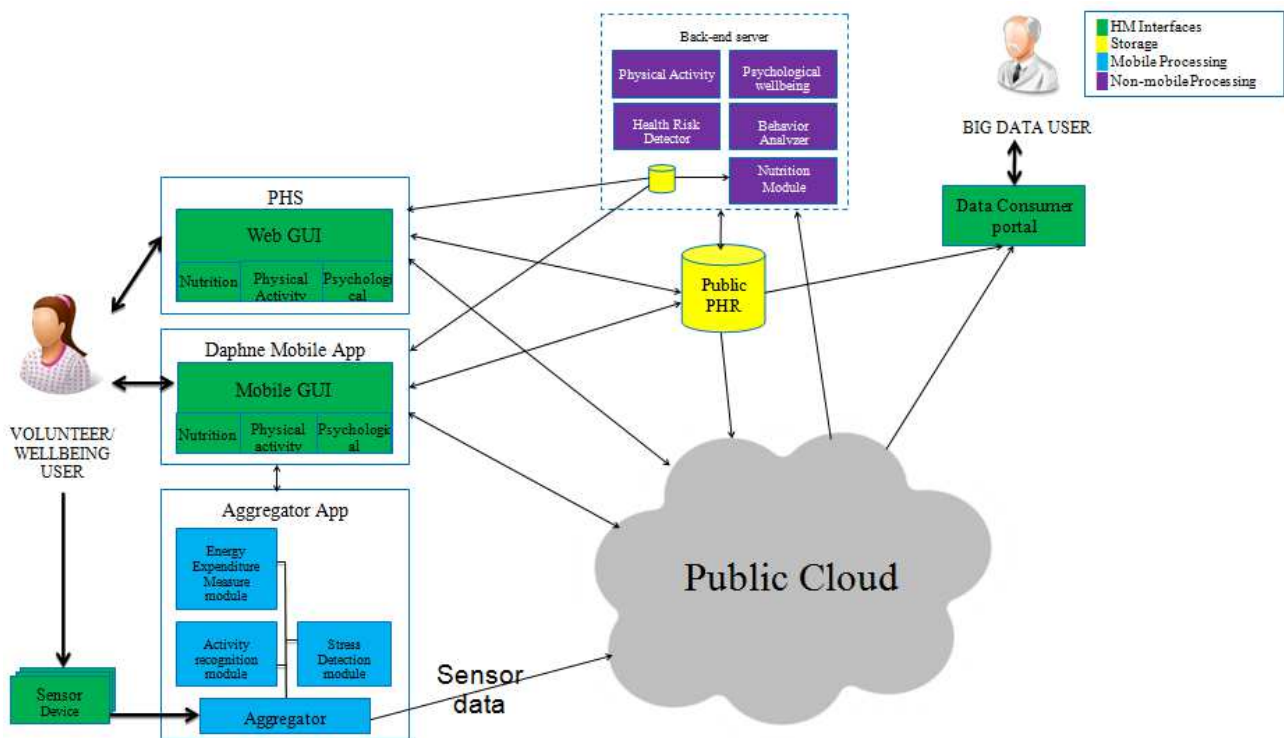 Back-end server
Physical Activity
Psychological
wellbeing
Health Risk
Detector
Behavior
Analyzer
Nutrition
Module
HM Interfaces
Storage
Mobile Processing
Non-mobile Processing
BIG DATA USER
Data Consumer
portal
PHS
Web GUI
Nutrition
Physical
Activity
Psychologi
cal
Public
PHR
Daphne Mobile App
Mobile GUI
Nutrition
Physical
activity
Psychologi
cal
VOLUNTEER/
WELLBEING
USER
Aggregator App
Energy
Expenditure
Measure
module
Activity
recognition
module
Stress
Detection
module
Aggregator
Sensor
Device
Sensor
data
Public Cloud